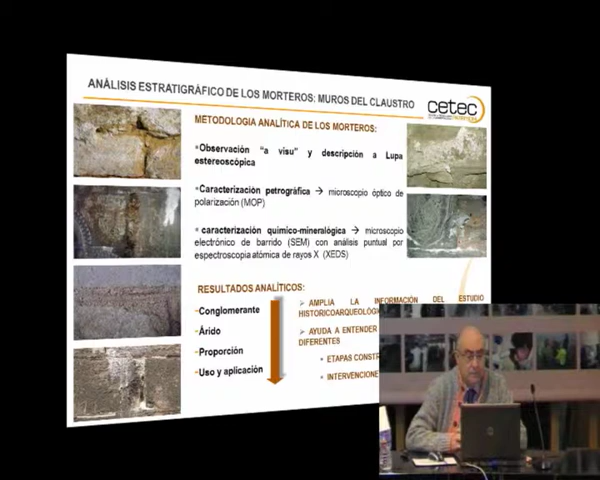 ANÁLISIS ESTRATIGRÁFICO DE LOS MORTEROS: MUROS DEL CLAUSTRO
cetec
METODOLOGIA ANALÍTICA DE LOS MORTEROS:
•Observación "a visu" y descripción a Lupa
estereoscópica
•Caracterización petrográfica → microscopio óptico de
polarización (MOP)
•caracterización químico-mineralógica → microscopio
electrónico de barrido (SEM) con análisis puntual por
espectroscopia atómica de rayos X (XEDS)
RESULTADOS ANALÍTICOS:
-Conglomerante
-Árido
-Proporción
-Uso y aplicación
➢ AMPLIA LA INFORMACIÓN DEL ESTUDIO
➢ AYUDA A ENTENDER
DIFERENTES
• ETAPAS